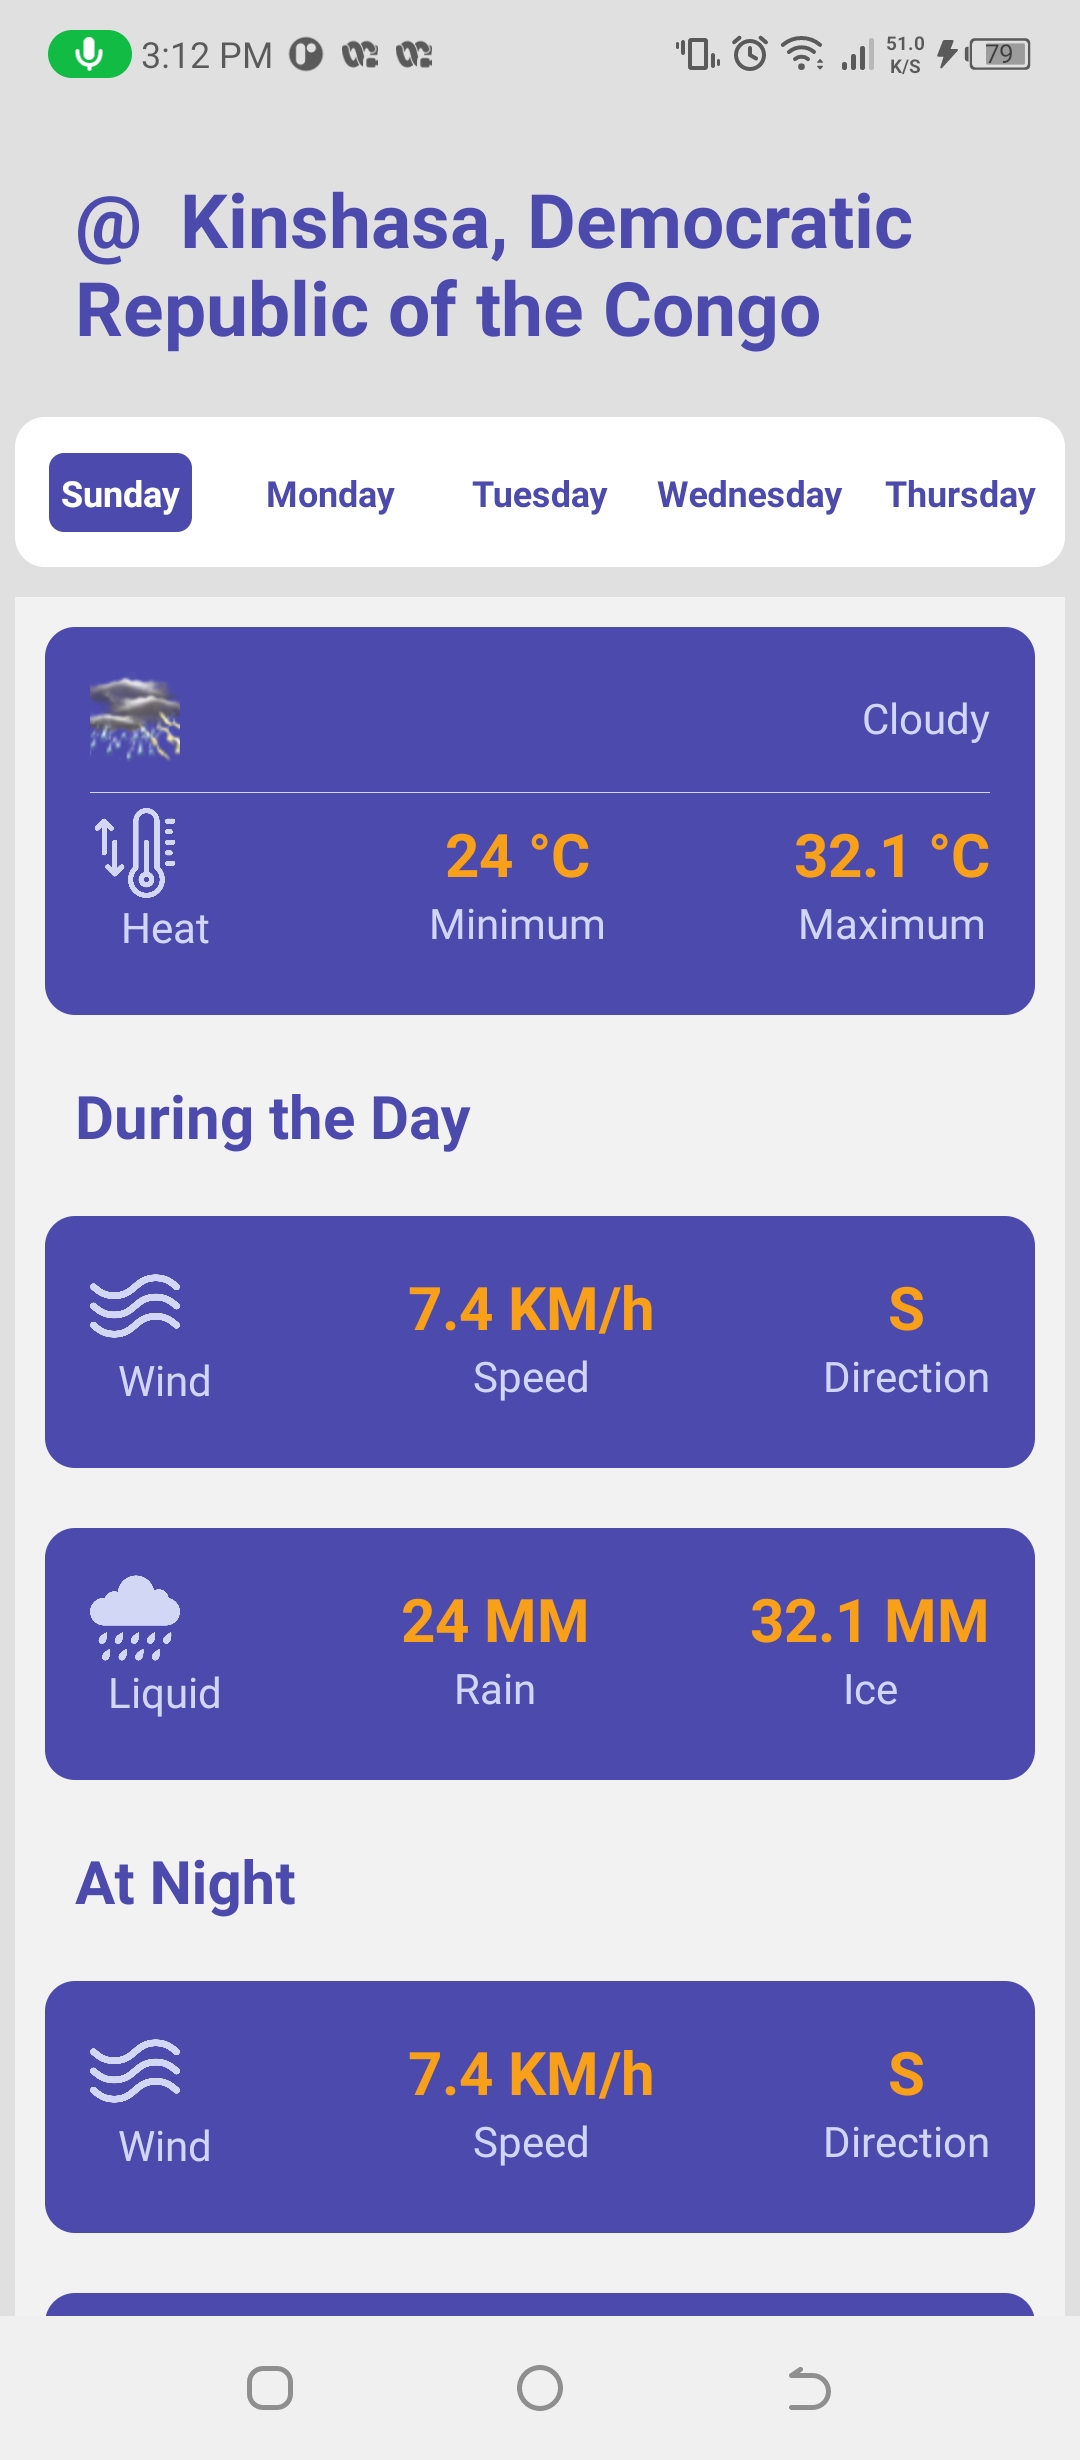 3:12 PM 51.0 K/S 79
@ Kinshasa, Democratic
Republic of the Congo
Sunday Monday Tuesday Wednesday Thursday
Cloudy
24 °C 32.1 °C
Heat Minimum Maximum
During the Day
7.4 KM/h S
Wind Speed Direction
24 MM 32.1 MM
Liquid Rain Ice
At Night
7.4 KM/h S
Wind Speed Direction